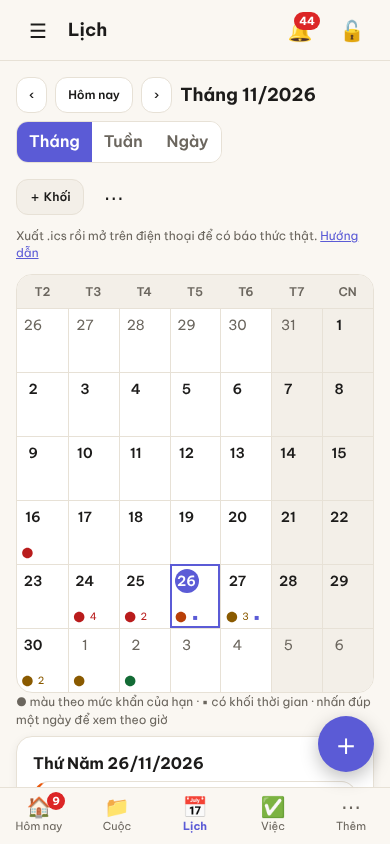 ☰ Lịch 🔔 44 🔓
‹ Hôm nay › Tháng 11/2026
Tháng Tuần Ngày
+ Khối ⋯
Xuất .ics rồi mở trên điện thoại để có báo thức thật. Hướng
dẫn
T2 T3 T4 T5 T6 T7 CN
26 27 28 29 30 31 1
2 3 4 5 6 7 8
9 10 11 12 13 14 15
16 17 18 19 20 21 22
●
23 24 25 26 27 28 29
● 4 ● 2 ● ▪ ● 3 ▪
30 1 2 3 4 5 6
● 2 ● ●
● màu theo mức khẩn của hạn · ▪ có khối thời gian · nhấn đúp
một ngày để xem theo giờ
Thứ Năm 26/11/2026
+
9
Hôm nay Cuộc Lịch Việc Thêm